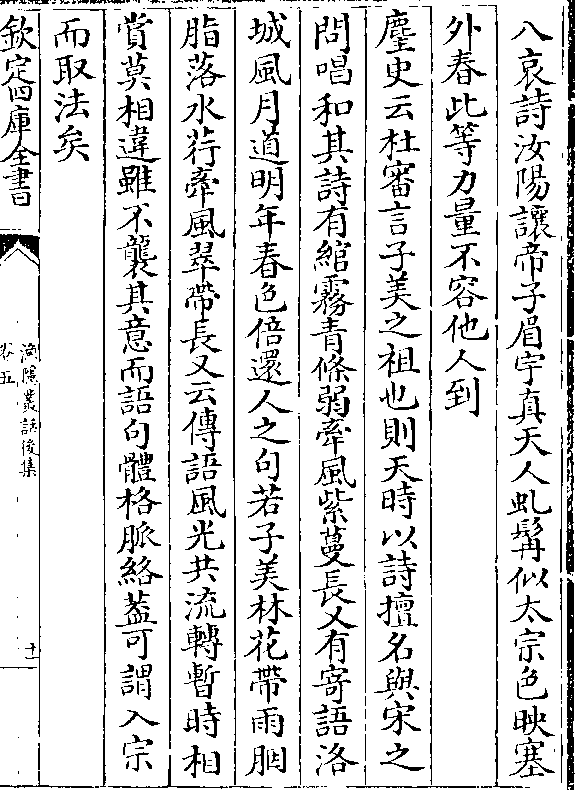 八哀詩汝陽讓帝子眉宇真天人虬髯似太宗色映塞
外春此等力量不容他人到
麈史云杜審言子美之祖也則天時以詩擅名與宋之
問唱和其詩有綰霧青條弱牽風紫蔓長又有寄語洛
城風月道明年春色倍還人之句若子美林花帶雨胭
脂落水荇牽風翠帶長又云傳語風光共流轉暫時相
賞莫相違雖不襲其意而語句體格脈絡葢可謂入宗
而取法矣
欽定四庫全書
漁隱叢話後集
卷五
十一